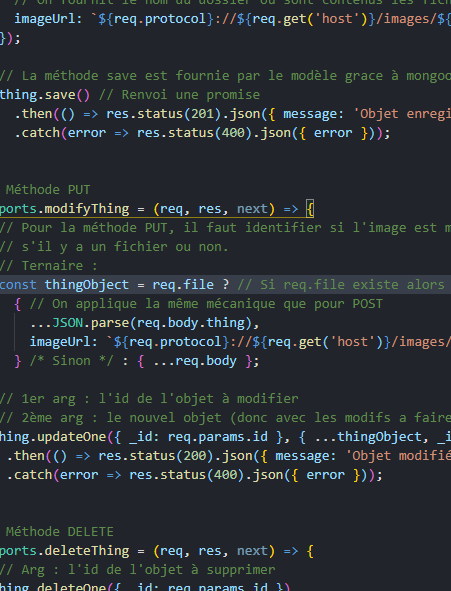 // On fournit le nom du dossier où sont contenus les fich
imageUrl: `${req.protocol}://${req.get('host')}/images/${
});
// La méthode save est fournie par le modèle grace à mongoo
thing.save() // Renvoi une promise
.then(() => res.status(201).json({ message: 'Objet enregi
.catch(error => res.status(400).json({ error }));
Méthode PUT
ports.modifyThing = (req, res, next) => {
// Pour la méthode PUT, il faut identifier si l'image est m
// s'il y a un fichier ou non.
// Ternaire :
const thingObject = req.file ? // Si req.file existe alors
{ // On applique la même mécanique que pour POST
...JSON.parse(req.body.thing),
imageUrl: `${req.protocol}://${req.get('host')}/images/
} /* Sinon */ : { ...req.body };
// 1er arg : l'id de l'objet à modifier
// 2ème arg : le nouvel objet (donc avec les modifs a faire
hing.updateOne({ _id: req.params.id }, { ...thingObject, _i
.then(() => res.status(200).json({ message: 'Objet modifié
.catch(error => res.status(400).json({ error }));
Méthode DELETE
ports.deleteThing = (req, res, next) => {
// Arg : l'id de l'objet à supprimer
hing.deleteOne({ _id: req.params.id })